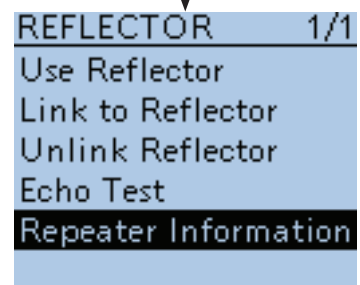 REFLECTOR 1/1
Use Reflector
Link to Reflector
Unlink Reflector
Echo Test
Repeater Information